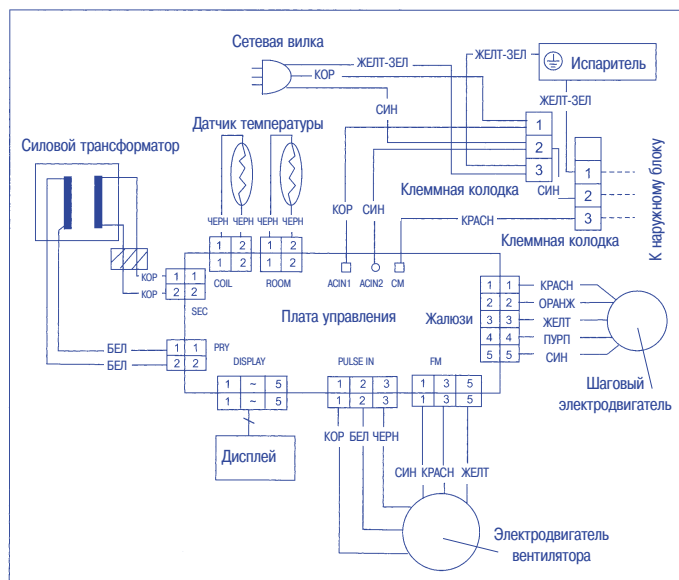 Сетевая вилка
ЖЕЛТ-ЗЕЛ
КОР
СИН
ЖЕЛТ-ЗЕЛ
Испаритель
ЖЕЛТ-ЗЕЛ
Силовой трансформатор
Датчик температуры
1
2
3
Клеммная колодка
СИН
1
2
3
Клеммная колодка
К наружному блоку
КОР
СИН
КРАСН
ЧЕРН
ЧЕРН
ЧЕРН
ЧЕРН
1 2
1 2
COIL
1 2
1 2
ROOM
ACIN1
ACIN2
CM
КОР
КОР
1 1
2 2
SEC
Плата управления
Жалюзи
1 1
2 2
3 3
4 4
5 5
КРАСН
ОРАНЖ
ЖЕЛТ
ПУРП
СИН
Шаговый
электродвигатель
БЕЛ
БЕЛ
1 1
2 2
PRY
DISPLAY
1 ~ 5
1 ~ 5
Дисплей
PULSE IN
1 2 3
1 2 3
КОР БЕЛ ЧЕРН
FM
1 3 5
1 3 5
СИН КРАСН ЖЕЛТ
Электродвигатель
вентилятора